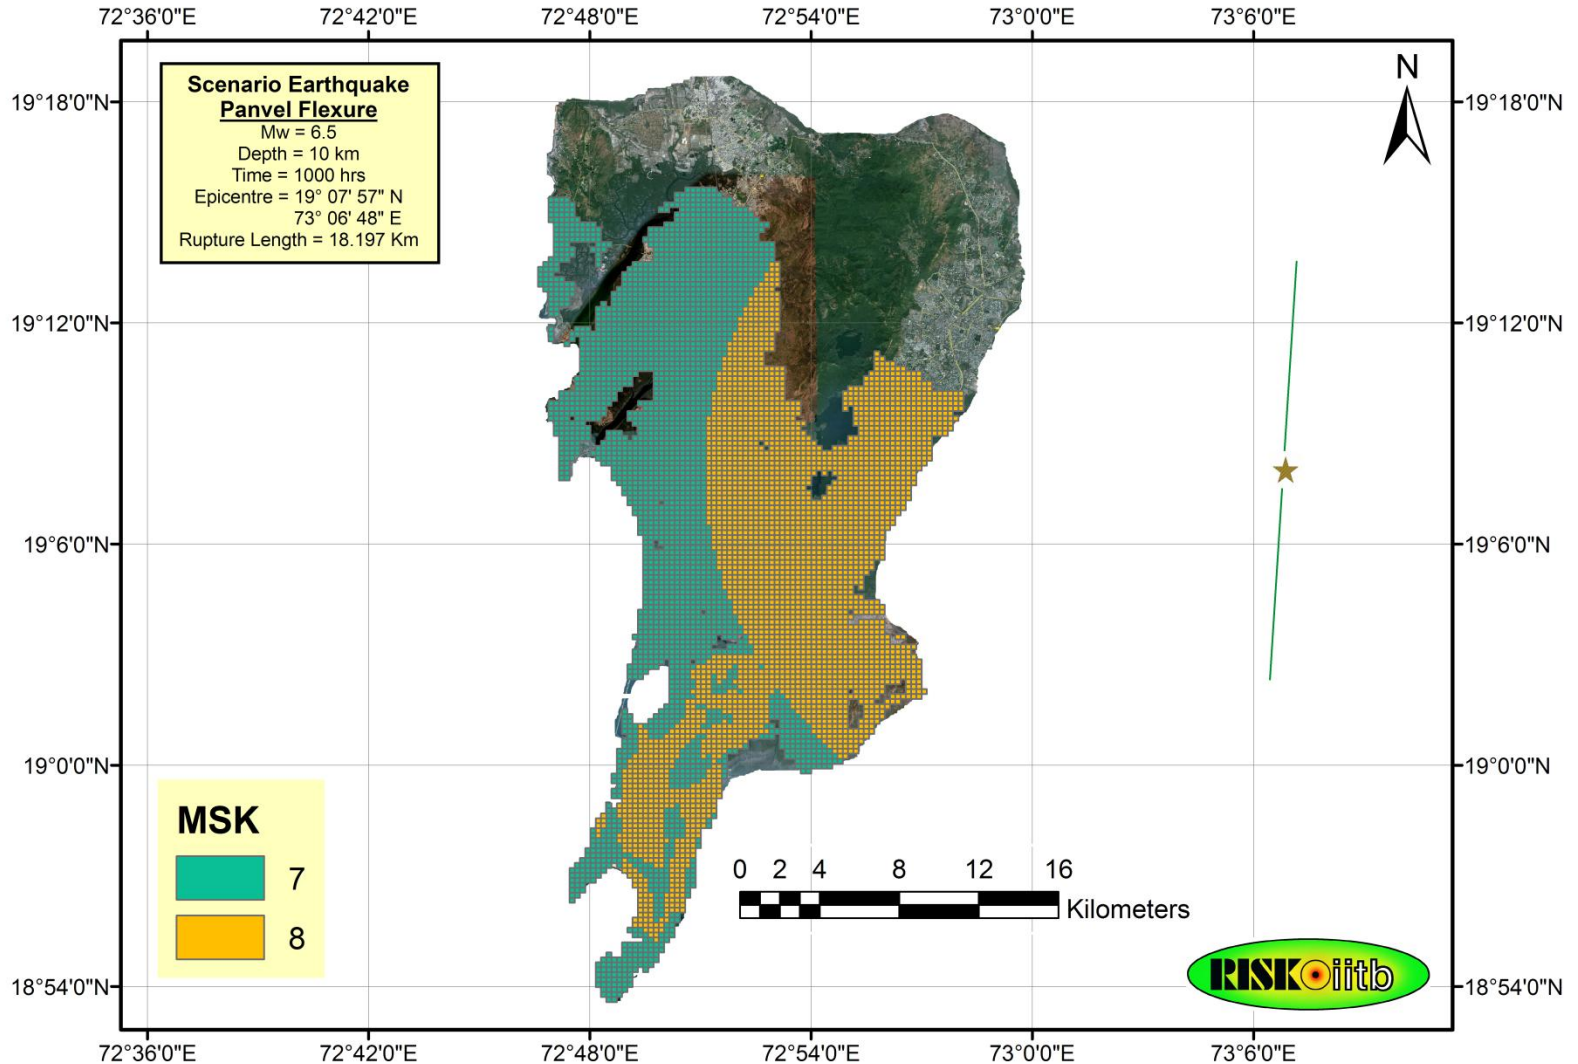 72°36'0"E 72°42'0"E 72°48'0"E 72°54'0"E 73°0'0"E 73°6'0"E
Scenario Earthquake
Panvel Flexure
Mw = 6.5
Depth = 10 km
Time = 1000 hrs
Epicentre = 19° 07' 57" N
73° 06' 48" E
Rupture Length = 18.197 Km
N
19°18'0"N 19°18'0"N
19°12'0"N 19°12'0"N
19°6'0"N 19°6'0"N
19°0'0"N 19°0'0"N
MSK
7
8
0 2 4 8 12 16
Kilometers
RISK iitb
18°54'0"N 18°54'0"N
72°36'0"E 72°42'0"E 72°48'0"E 72°54'0"E 73°0'0"E 73°6'0"E